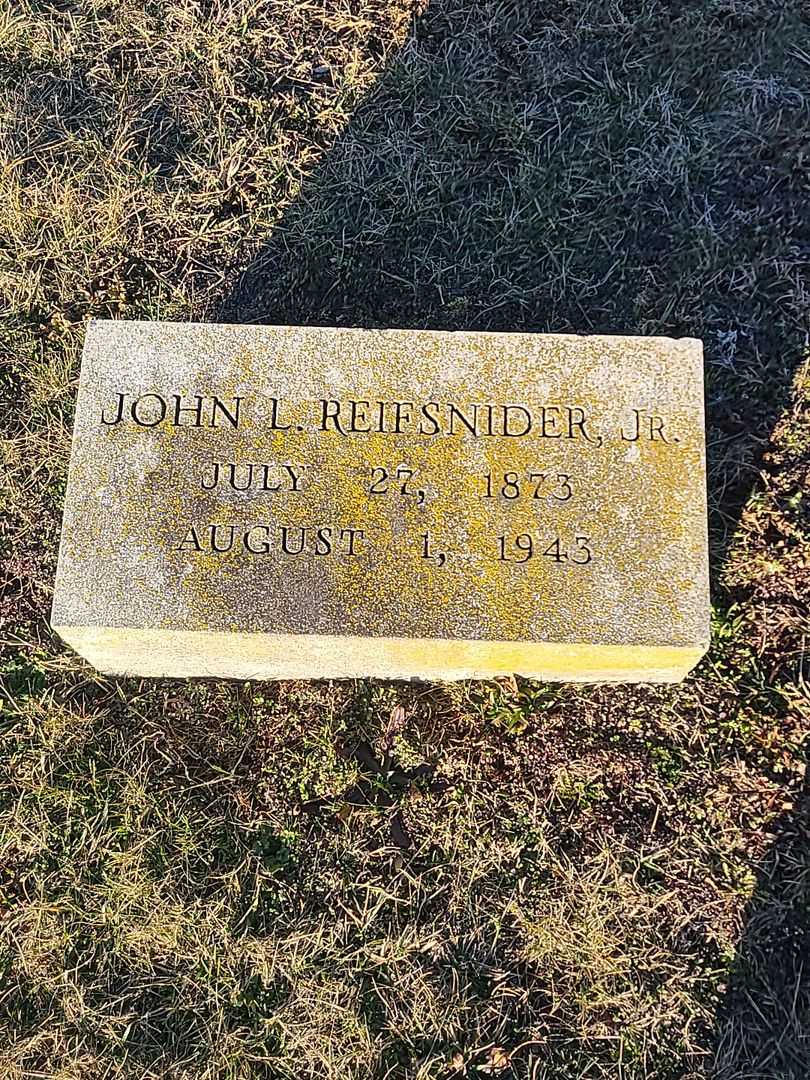 JOHN L. REIFSNIDER, JR.
JULY 27, 1873
AUGUST 1, 1943